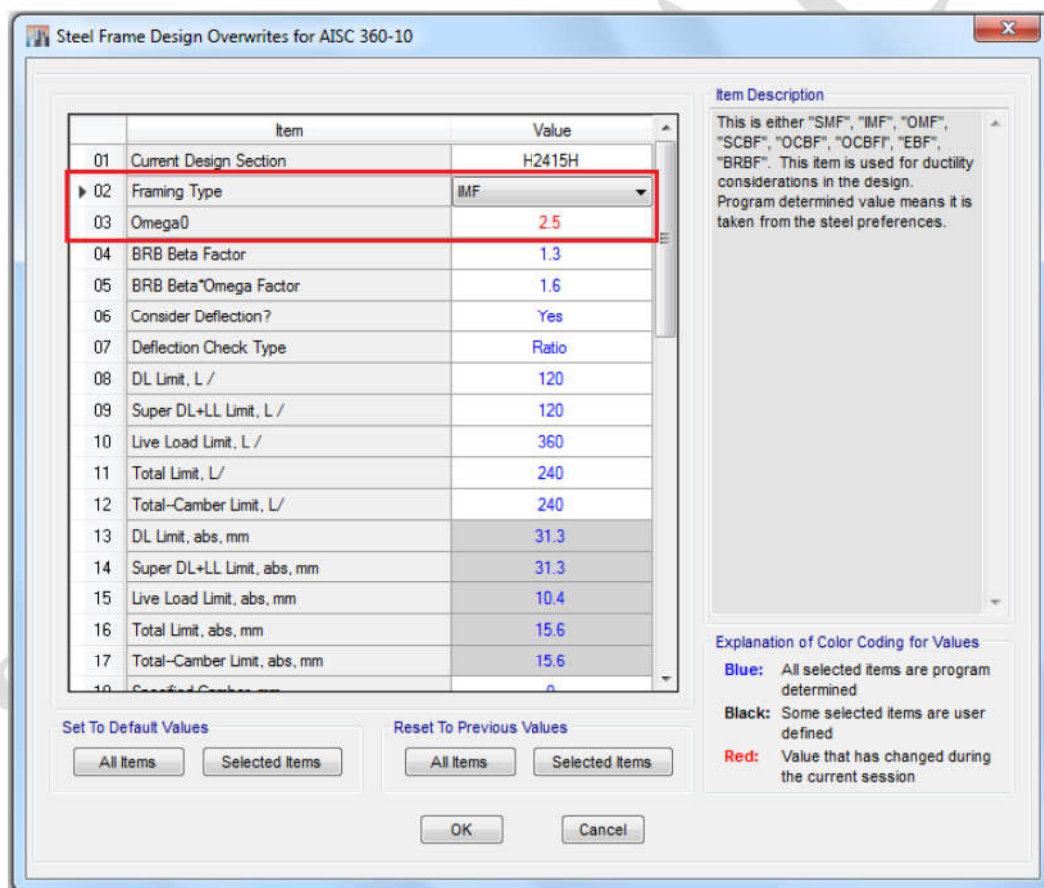 Steel Frame Design Overwrites for AISC 360-10
Item Value
01 Current Design Section H2415H
02 Framing Type IMF
03 Omega0 2.5
04 BRB Beta Factor 1.3
05 BRB Beta*Omega Factor 1.6
06 Consider Deflection? Yes
07 Deflection Check Type Ratio
08 DL Limit, L / 120
09 Super DL+LL Limit, L / 120
10 Live Load Limit, L / 360
11 Total Limit, L/ 240
12 Total--Camber Limit, L/ 240
13 DL Limit, abs, mm 31.3
14 Super DL+LL Limit, abs, mm 31.3
15 Live Load Limit, abs, mm 10.4
16 Total Limit, abs, mm 15.6
17 Total--Camber Limit, abs, mm 15.6
Item Description
This is either "SMF", "IMF", "OMF",
"SCBF", "OCBF", "OCBFI", "EBF",
"BRBF". This item is used for ductility
considerations in the design.
Program determined value means it is
taken from the steel preferences.
Explanation of Color Coding for Values
Blue: All selected items are program
determined
Black: Some selected items are user
defined
Red: Value that has changed during
the current session
Set To Default Values
All Items Selected Items
Reset To Previous Values
All Items Selected Items
OK Cancel